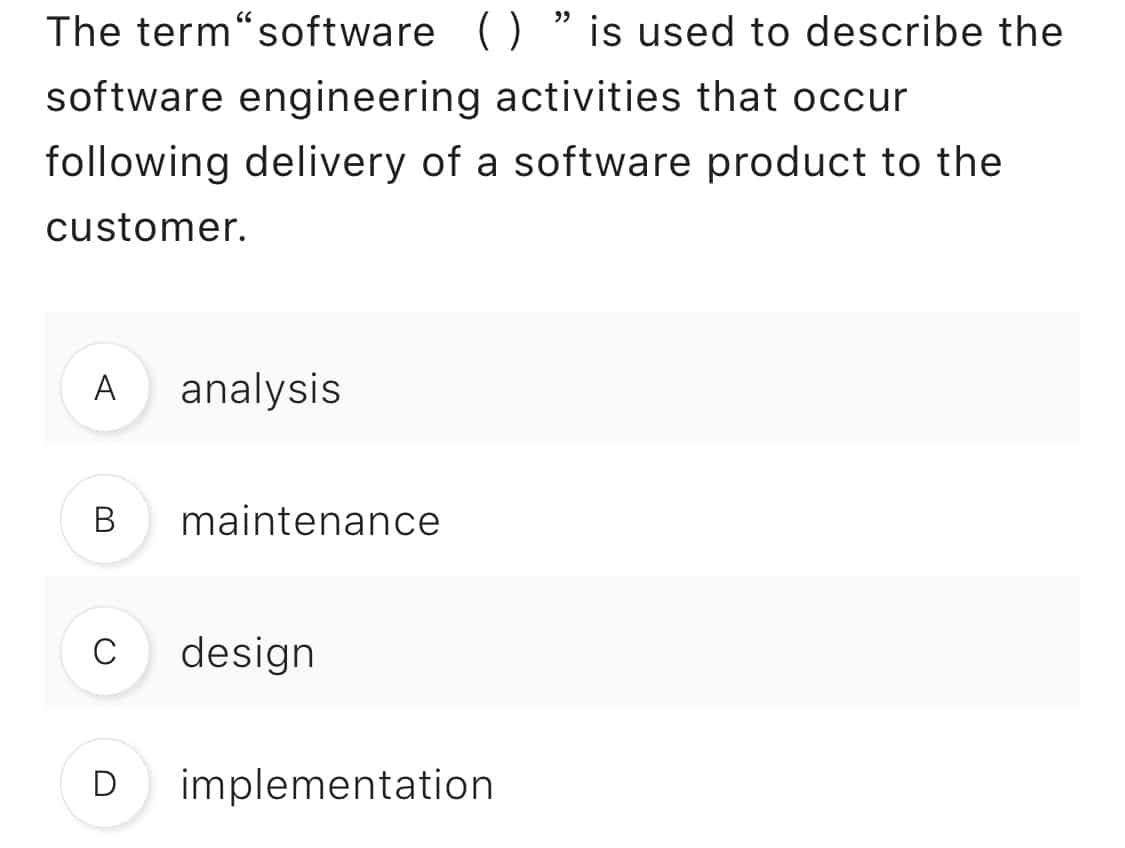 The term“software （）” is used to describe the
software engineering activities that occur
following delivery of a software product to the
customer.
A analysis
B maintenance
C design
D implementation